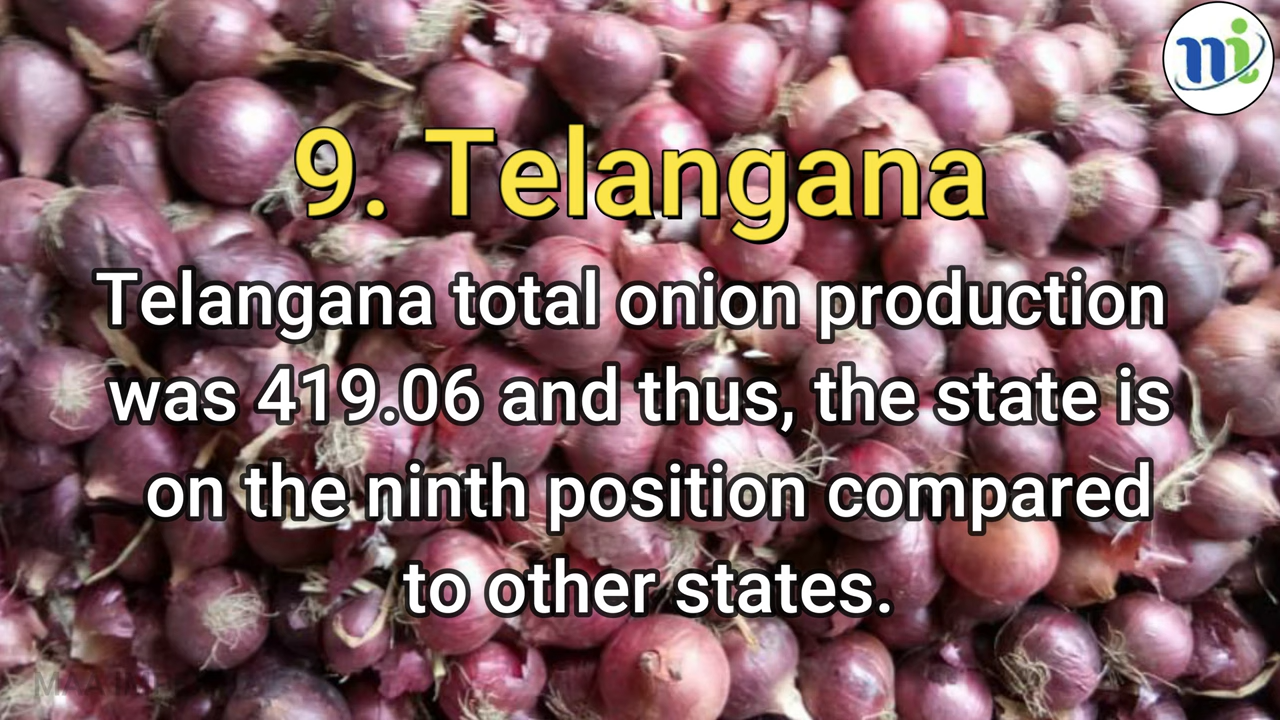 mi
9. Telangana
Telangana total onion production
was 419.06 and thus, the state is
on the ninth position compared
to other states.